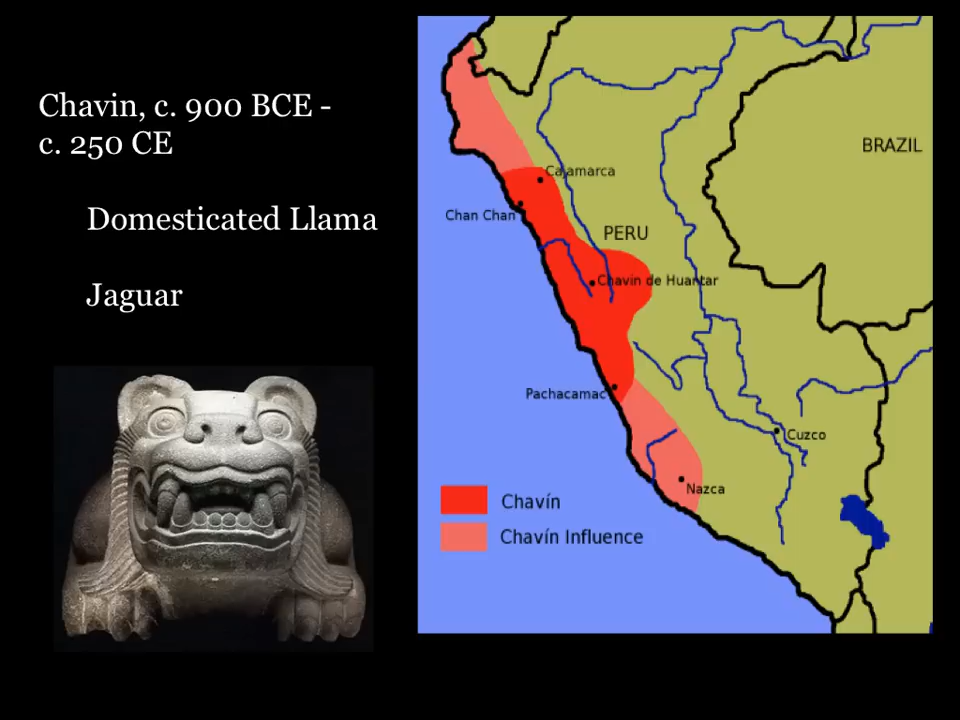 Chavin, c. 900 BCE -
c. 250 CE
Domesticated Llama
Jaguar
BRAZIL
Cajamarca
Chan Chan
PERU
Chavin de Huantar
Pachacamac
Cuzco
Nazca
Chavín
Chavín Influence